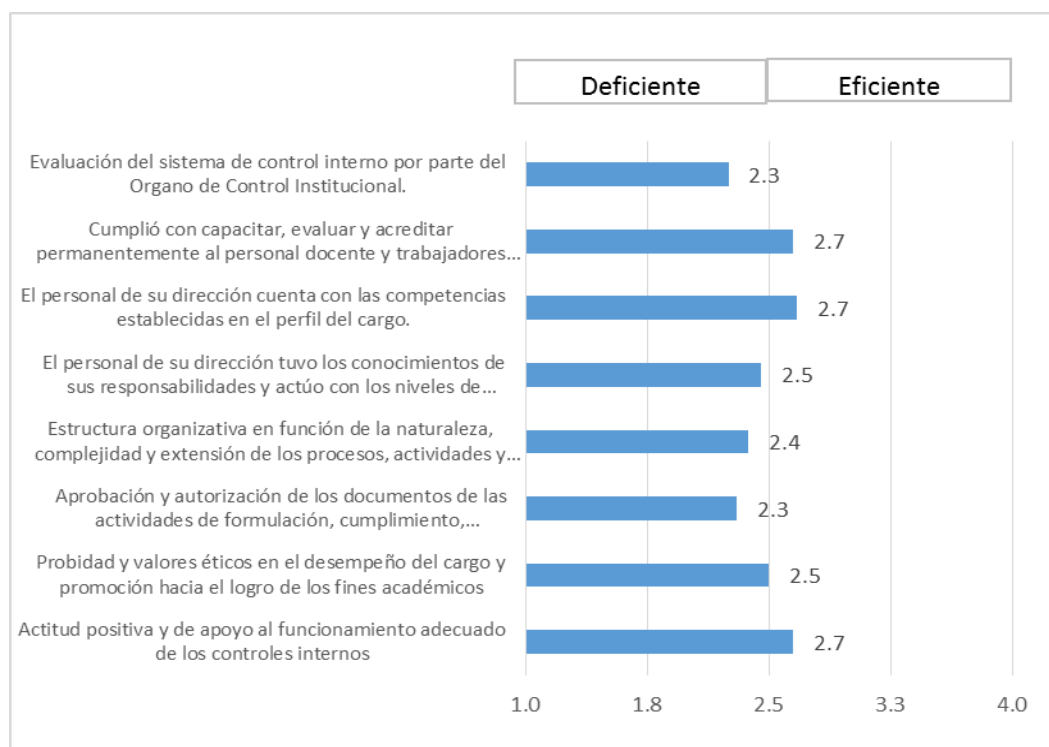 Deficiente
Eficiente
Evaluación del sistema de control interno por parte del
Organo de Control Institucional.
2.3
Cumplió con capacitar, evaluar y acreditar
permanentemente al personal docente y trabajadores...
2.7
El personal de su dirección cuenta con las competencias
establecidas en el perfil del cargo.
2.7
El personal de su dirección tuvo los conocimientos de
sus responsabilidades y actúo con los niveles de...
2.5
Estructura organizativa en función de la naturaleza,
complejidad y extensión de los procesos, actividades y...
2.4
Aprobación y autorización de los documentos de las
actividades de formulación, cumplimiento,...
2.3
Probidad y valores éticos en el desempeño del cargo y
promoción hacia el logro de los fines académicos
2.5
Actitud positiva y de apoyo al funcionamiento adecuado
de los controles internos
2.7
1.0 1.8 2.5 3.3 4.0